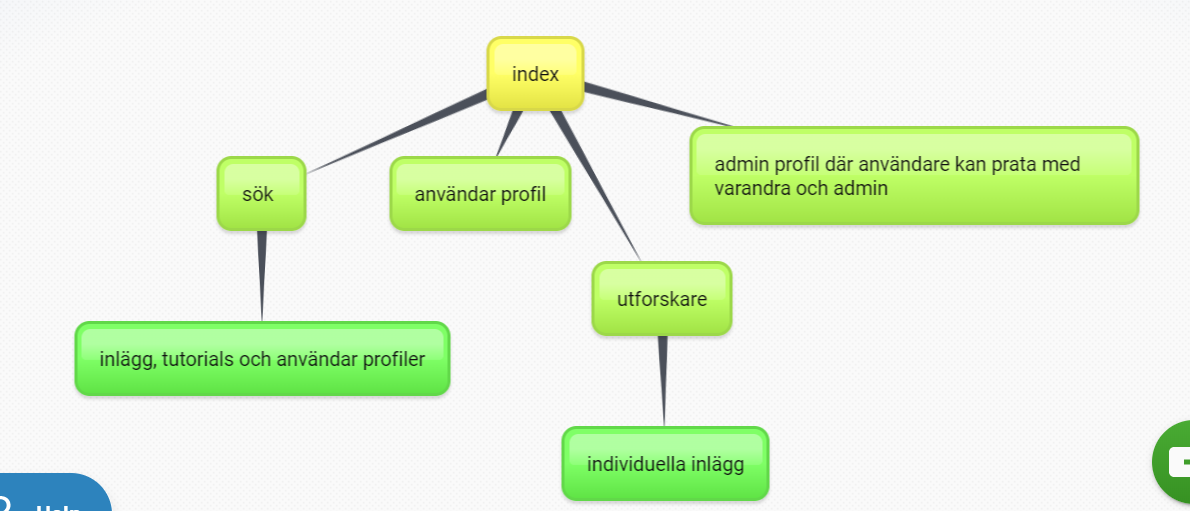 index
admin profil där användare kan prata med
varandra och admin
sök
användar profil
utforskare
inlägg, tutorials och användar profiler
individuella inlägg
Help